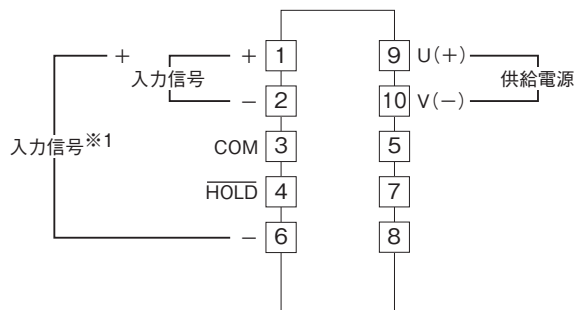 + + 1 9 U(+)
入力信号 供給電源
− 2 10 V(−)
入力信号※1 COM 3 5
HOLD 4 7
− 6 8